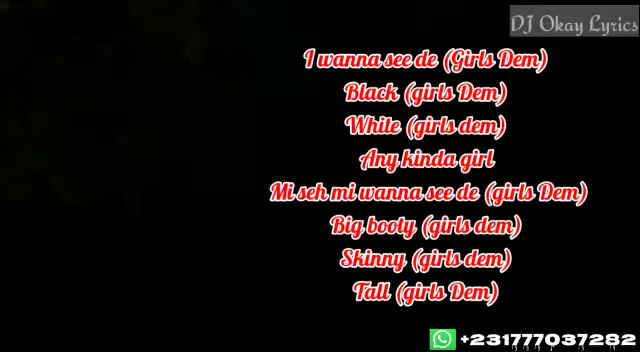 DJ Okay Lyrics
I wanna see de (Girls Dem)
Black (girls Dem)
White (girls dem)
Any kinda girl
Mi seh mi wanna see de (girls Dem)
Big booty (girls dem)
Skinny (girls dem)
Tall (girls Dem)
+231777037282